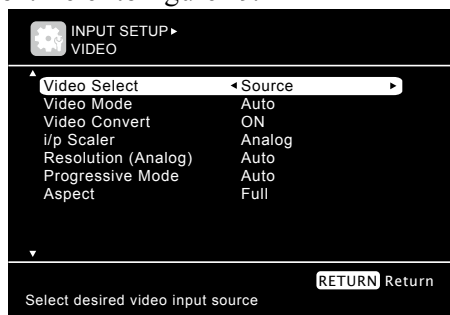 INPUT SETUP▸
VIDEO
Video Select ◂Source ▸
Video Mode Auto
Video Convert ON
i/p Scaler Analog
Resolution (Analog) Auto
Progressive Mode Auto
Aspect Full
RETURN Return
Select desired video input source